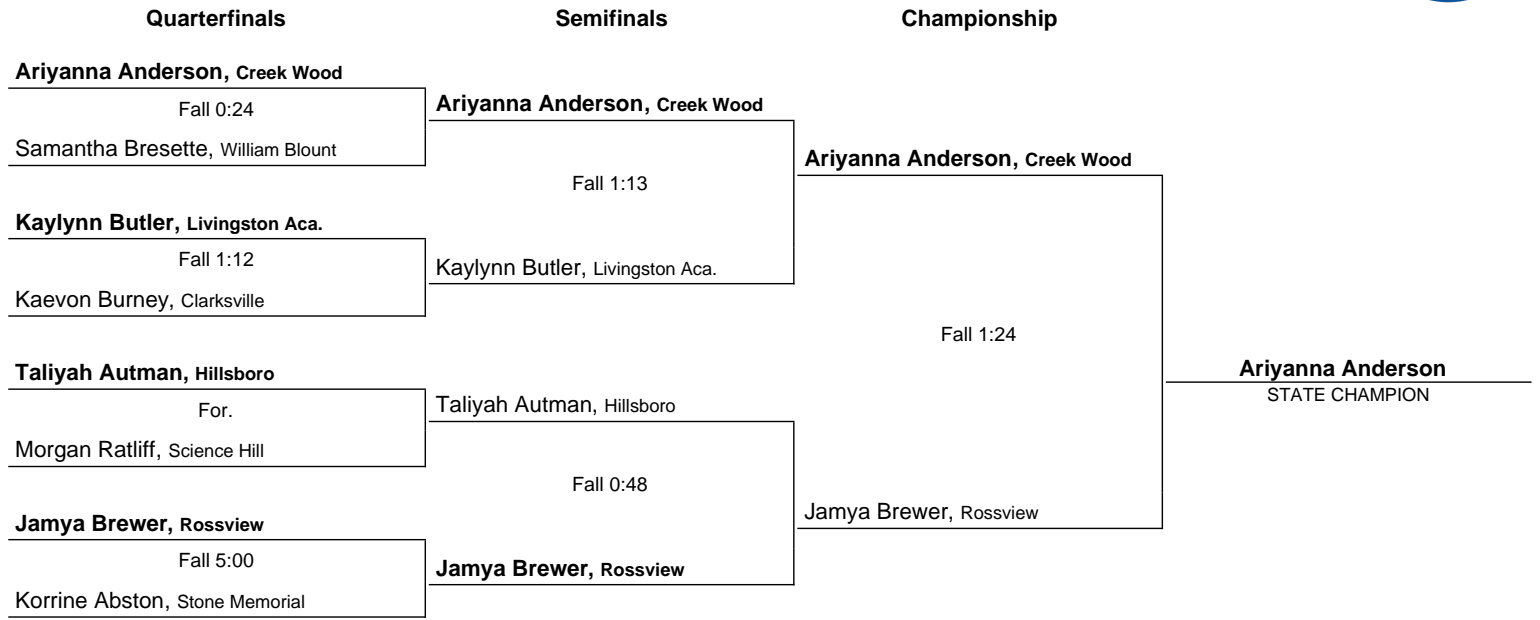 Quarterfinals Semifinals Championship
Ariyanna Anderson, Creek Wood
Fall 0:24
Samantha Bresette, William Blount
Kaylynn Butler, Livingston Aca.
Fall 1:12
Kaevon Burney, Clarksville
Taliyah Autman, Hillsboro
For.
Morgan Ratliff, Science Hill
Jamya Brewer, Rossview
Fall 5:00
Korrine Abston, Stone Memorial
Ariyanna Anderson, Creek Wood
Fall 1:13
Kaylynn Butler, Livingston Aca.
Taliyah Autman, Hillsboro
Fall 0:48
Jamya Brewer, Rossview
Ariyanna Anderson, Creek Wood
Fall 1:24
Jamya Brewer, Rossview
Ariyanna Anderson
STATE CHAMPION